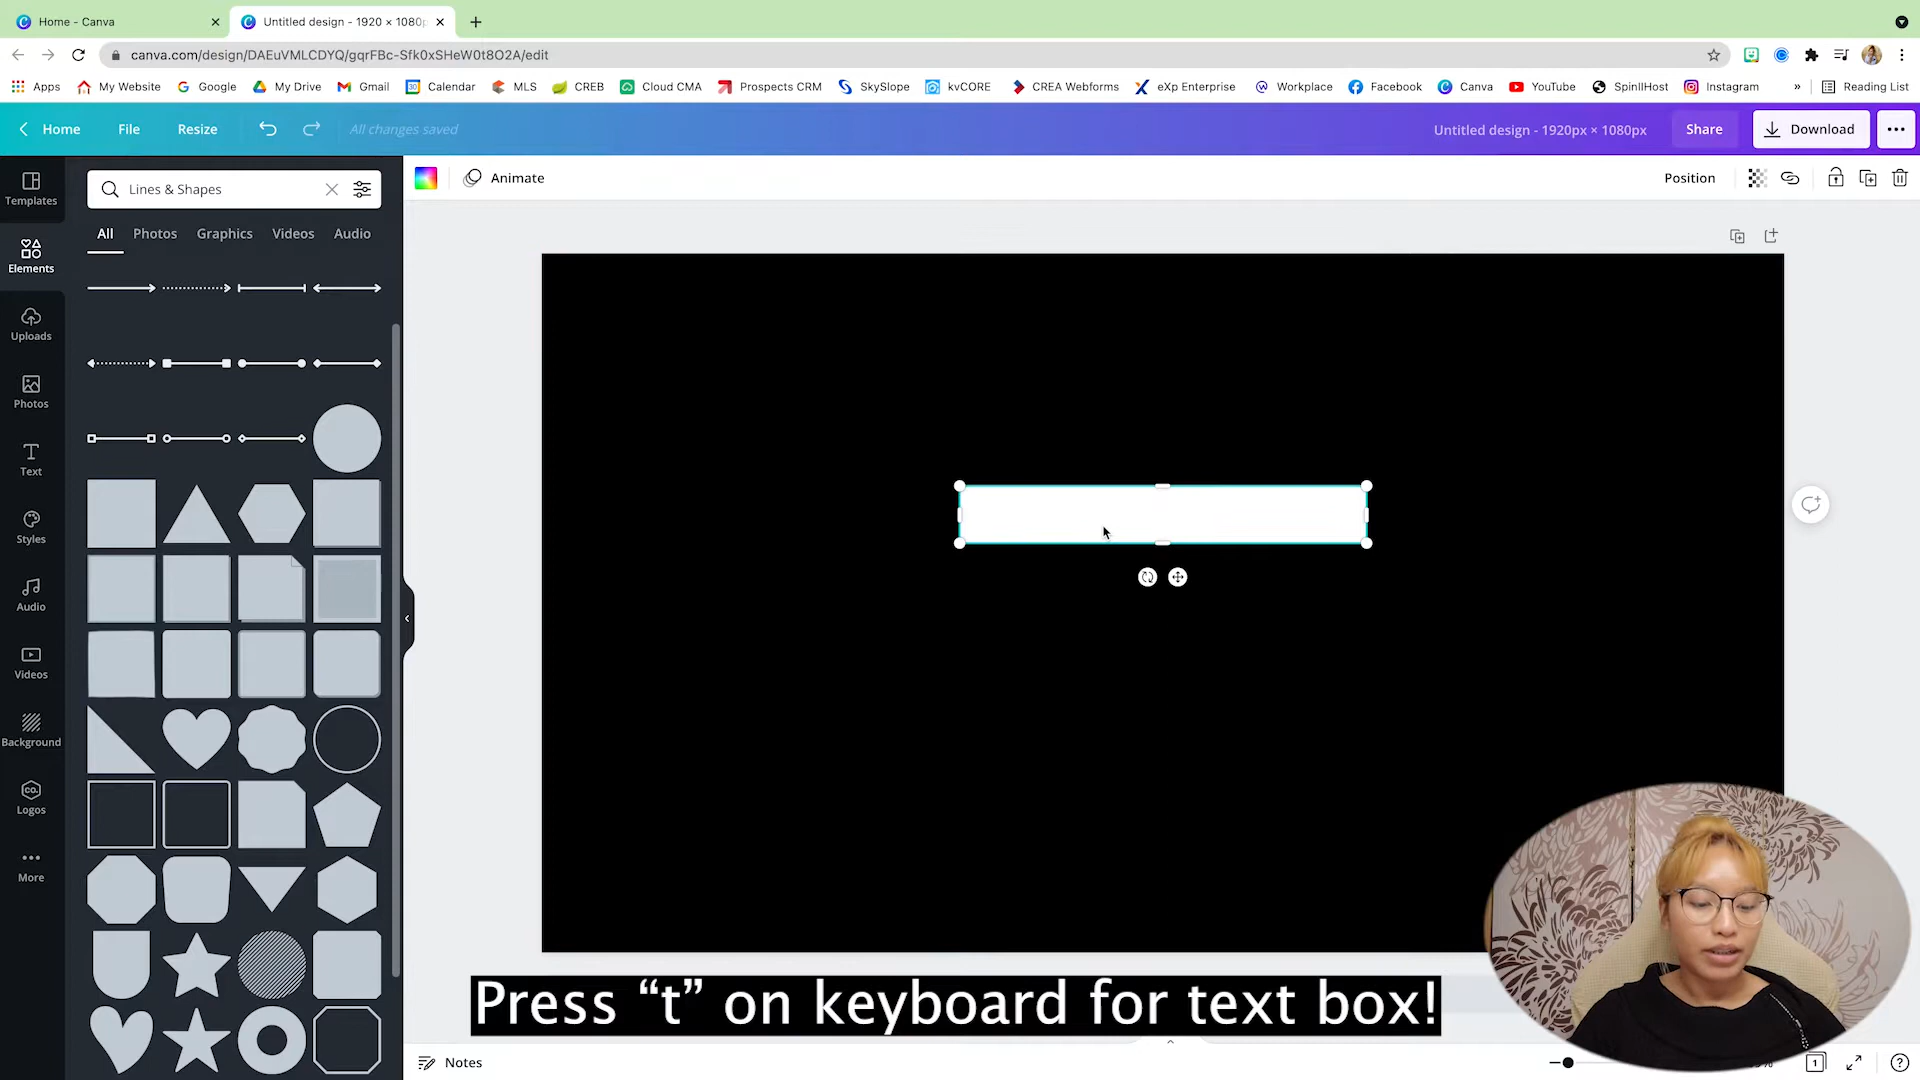 Home - Canva
Untitled design - 1920 × 1080p
canva.com/design/DAEuVMLCDYQ/gqrFBc-Sfk0xSHeW0t8O2A/edit
Apps My Website Google My Drive Gmail Calendar MLS CREB Cloud CMA Prospects CRM SkySlope kvCORE CREA Webforms eXp Enterprise Workplace Facebook Canva YouTube SpinllHost Instagram » Reading List
Home File Resize All changes saved Untitled design - 1920px × 1080px Share Download
Animate Position
Lines & Shapes
All Photos Graphics Videos Audio
Templates
Elements
Uploads
Photos
Text
Styles
Audio
Videos
Background
CO.
Logos
More
Press “t” on keyboard for text box!
Notes
1